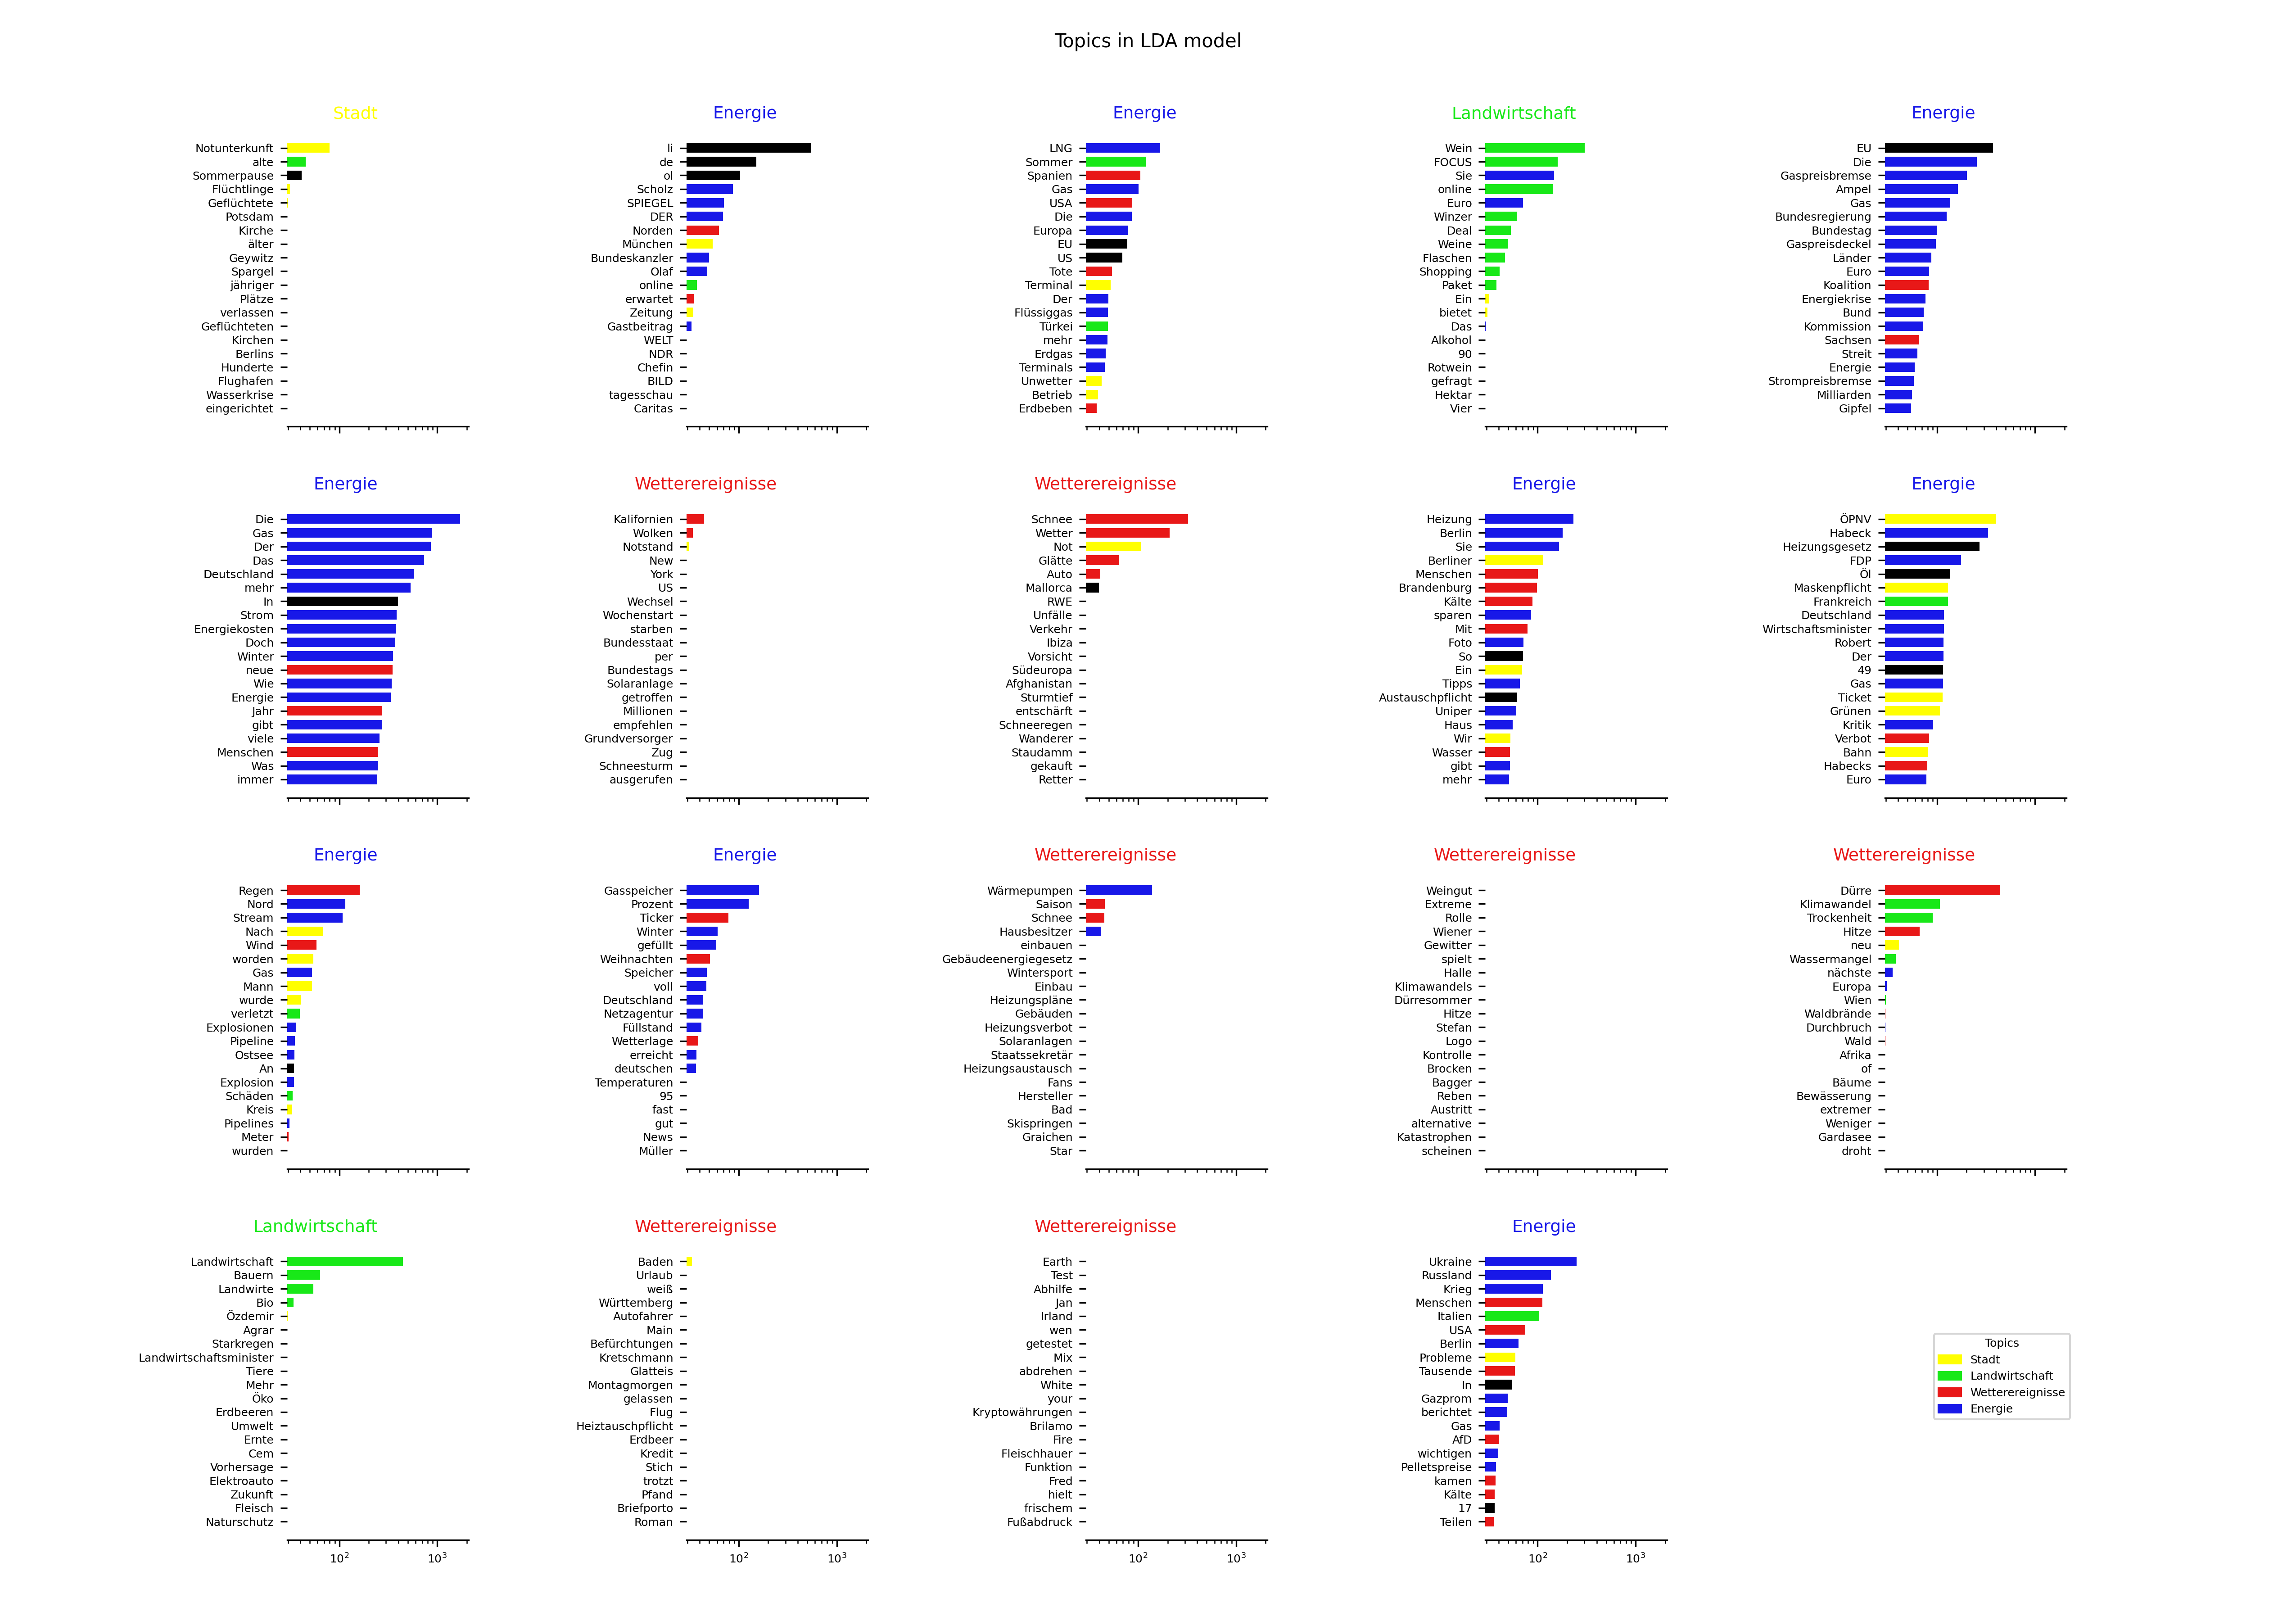 Topics in LDA model
Stadt
Notunterkunft
alte
Sommerpause
Flüchtlinge
Geflüchtete
Potsdam
Kirche
älter
Geywitz
Spargel
jähriger
Plätze
verlassen
Geflüchteten
Kirchen
Berlins
Hunderte
Flughafen
Wasserkrise
eingerichtet
Energie
li
de
ol
Scholz
SPIEGEL
DER
Norden
München
Bundeskanzler
Olaf
online
erwartet
Zeitung
Gastbeitrag
WELT
NDR
Chefin
BILD
tagesschau
Caritas
Energie
LNG
Sommer
Spanien
Gas
USA
Die
Europa
EU
US
Tote
Terminal
Der
Flüssiggas
Türkei
mehr
Erdgas
Terminals
Unwetter
Betrieb
Erdbeben
Landwirtschaft
Wein
FOCUS
Sie
online
Euro
Winzer
Deal
Weine
Flaschen
Shopping
Paket
Ein
bietet
Das
Alkohol
90
Rotwein
gefragt
Hektar
Vier
Energie
EU
Die
Gaspreisbremse
Ampel
Gas
Bundesregierung
Bundestag
Gaspreisdeckel
Länder
Euro
Koalition
Energiekrise
Bund
Kommission
Sachsen
Streit
Energie
Strompreisbremse
Milliarden
Gipfel
Energie
Die
Gas
Der
Das
Deutschland
mehr
In
Strom
Energiekosten
Doch
Winter
neue
Wie
Energie
Jahr
gibt
viele
Menschen
Was
immer
Wetterereignisse
Kalifornien
Wolken
Notstand
New
York
US
Wechsel
Wochenstart
starben
Bundesstaat
per
Bundestags
Solaranlage
getroffen
Millionen
empfehlen
Grundversorger
Zug
Schneesturm
ausgerufen
Wetterereignisse
Schnee
Wetter
Not
Glätte
Auto
Mallorca
RWE
Unfälle
Verkehr
Ibiza
Vorsicht
Südeuropa
Afghanistan
Sturmtief
entschärft
Schneeregen
Wanderer
Staudamm
gekauft
Retter
Energie
Heizung
Berlin
Sie
Berliner
Menschen
Brandenburg
Kälte
sparen
Mit
Foto
So
Ein
Tipps
Austauschpflicht
Uniper
Haus
Wir
Wasser
gibt
mehr
Energie
ÖPNV
Habeck
Heizungsgesetz
FDP
Öl
Maskenpflicht
Frankreich
Deutschland
Wirtschaftsminister
Robert
Der
49
Gas
Ticket
Grünen
Kritik
Verbot
Bahn
Habecks
Euro
Energie
Regen
Nord
Stream
Nach
Wind
worden
Gas
Mann
wurde
verletzt
Explosionen
Pipeline
Ostsee
An
Explosion
Schäden
Kreis
Pipelines
Meter
wurden
Energie
Gasspeicher
Prozent
Ticker
Winter
gefüllt
Weihnachten
Speicher
voll
Deutschland
Netzagentur
Füllstand
Wetterlage
erreicht
deutschen
Temperaturen
95
fast
gut
News
Müller
Wetterereignisse
Wärmepumpen
Saison
Schnee
Hausbesitzer
einbauen
Gebäudeenergiegesetz
Wintersport
Einbau
Heizungspläne
Gebäuden
Heizungsverbot
Solaranlagen
Staatssekretär
Heizungsaustausch
Fans
Hersteller
Bad
Skispringen
Graichen
Star
Wetterereignisse
Weingut
Extreme
Rolle
Wiener
Gewitter
spielt
Halle
Klimawandels
Dürresommer
Hitze
Stefan
Logo
Kontrolle
Brocken
Bagger
Reben
Austritt
alternative
Katastrophen
scheinen
Wetterereignisse
Dürre
Klimawandel
Trockenheit
Hitze
neu
Wassermangel
nächste
Europa
Wien
Waldbrände
Durchbruch
Wald
Afrika
of
Bäume
Bewässerung
extremer
Weniger
Gardasee
droht
Landwirtschaft
Landwirtschaft
Bauern
Landwirte
Bio
Özdemir
Agrar
Starkregen
Landwirtschaftsminister
Tiere
Mehr
Öko
Erdbeeren
Umwelt
Ernte
Cem
Vorhersage
Elektroauto
Zukunft
Fleisch
Naturschutz
10²
10³
Wetterereignisse
Baden
Urlaub
weiß
Württemberg
Autofahrer
Main
Befürchtungen
Kretschmann
Glatteis
Montagmorgen
gelassen
Flug
Heiztauschpflicht
Erdbeer
Kredit
Stich
trotzt
Pfand
Briefporto
Roman
10²
10³
Wetterereignisse
Earth
Test
Abhilfe
Jan
Irland
wen
getestet
Mix
abdrehen
White
your
Kryptowährungen
Brilamo
Fire
Fleischhauer
Funktion
Fred
hielt
frischem
Fußabdruck
10²
10³
Energie
Ukraine
Russland
Krieg
Menschen
Italien
USA
Berlin
Probleme
Tausende
In
Gazprom
berichtet
Gas
AfD
wichtigen
Pelletspreise
kamen
Kälte
17
Teilen
10²
10³
Topics
Stadt
Landwirtschaft
Wetterereignisse
Energie